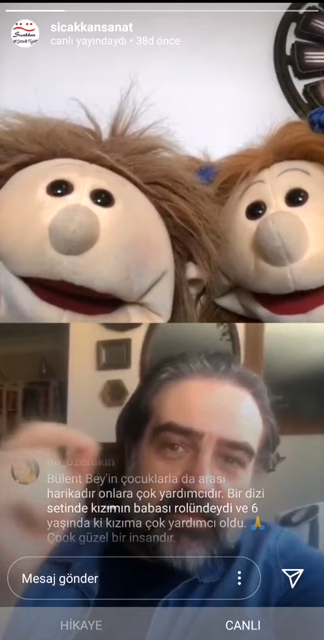 sicakkansanat
canlı yayındaydı • 38d önce
Sıcakkan
Bülent Bey'in çocuklarla da arası
harikadır onlara çok yardımcıdır. Bir dizi
setinde kızımın babası rolündeydi ve 6
yaşında ki kızıma çok yardımcı oldu. 🙏
Çook güzel bir insandır.
Mesaj gönder
HİKAYE
CANLI